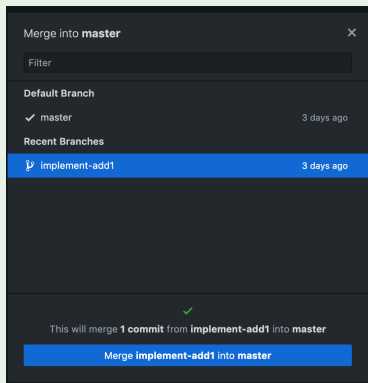 Merge into master
Filter
Default Branch
master 3 days ago
Recent Branches
implement-add1 3 days ago
This will merge 1 commit from implement-add1 into master
Merge implement-add1 into master